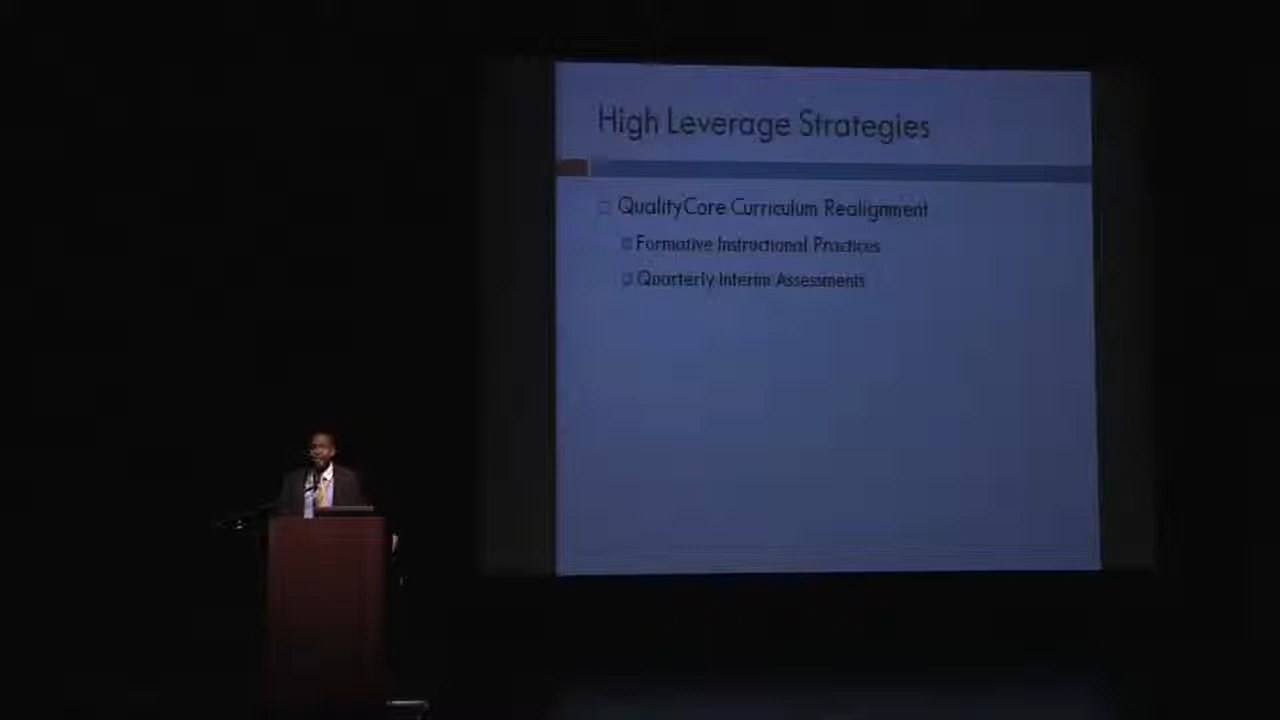 High Leverage Strategies
QualityCore Curriculum Realignment
Formative Instructional Practices
Quarterly Interim Assessments